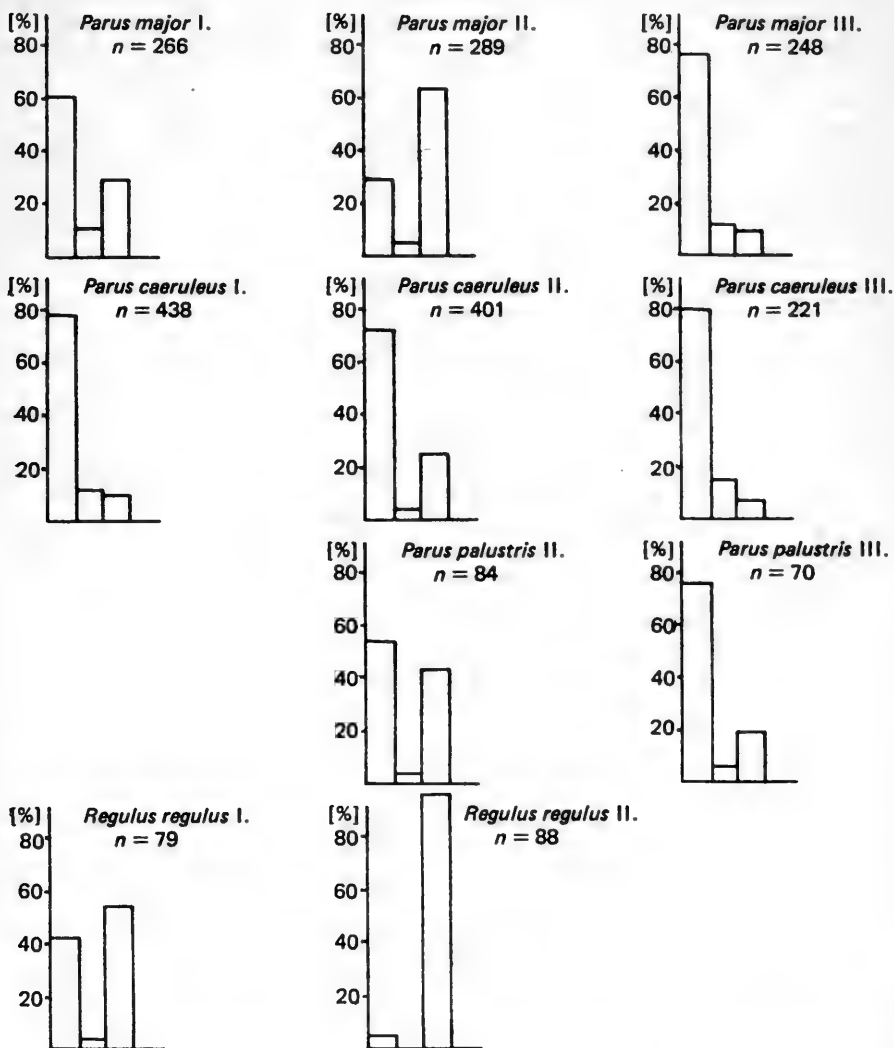 [%] Parus major I.
n = 266
80
60
40
20
[%] Parus major II.
n = 289
80
60
40
20
[%] Parus major III.
n = 248
80
60
40
20
[%] Parus caeruleus I.
n = 438
80
60
40
20
[%] Parus caeruleus II.
n = 401
80
60
40
20
[%] Parus caeruleus III.
n = 221
80
60
40
20
[%] Parus palustris II.
n = 84
80
60
40
20
[%] Parus palustris III.
n = 70
80
60
40
20
[%] Regulus regulus I.
n = 79
80
60
40
20
[%] Regulus regulus II.
n = 88
80
60
40
20